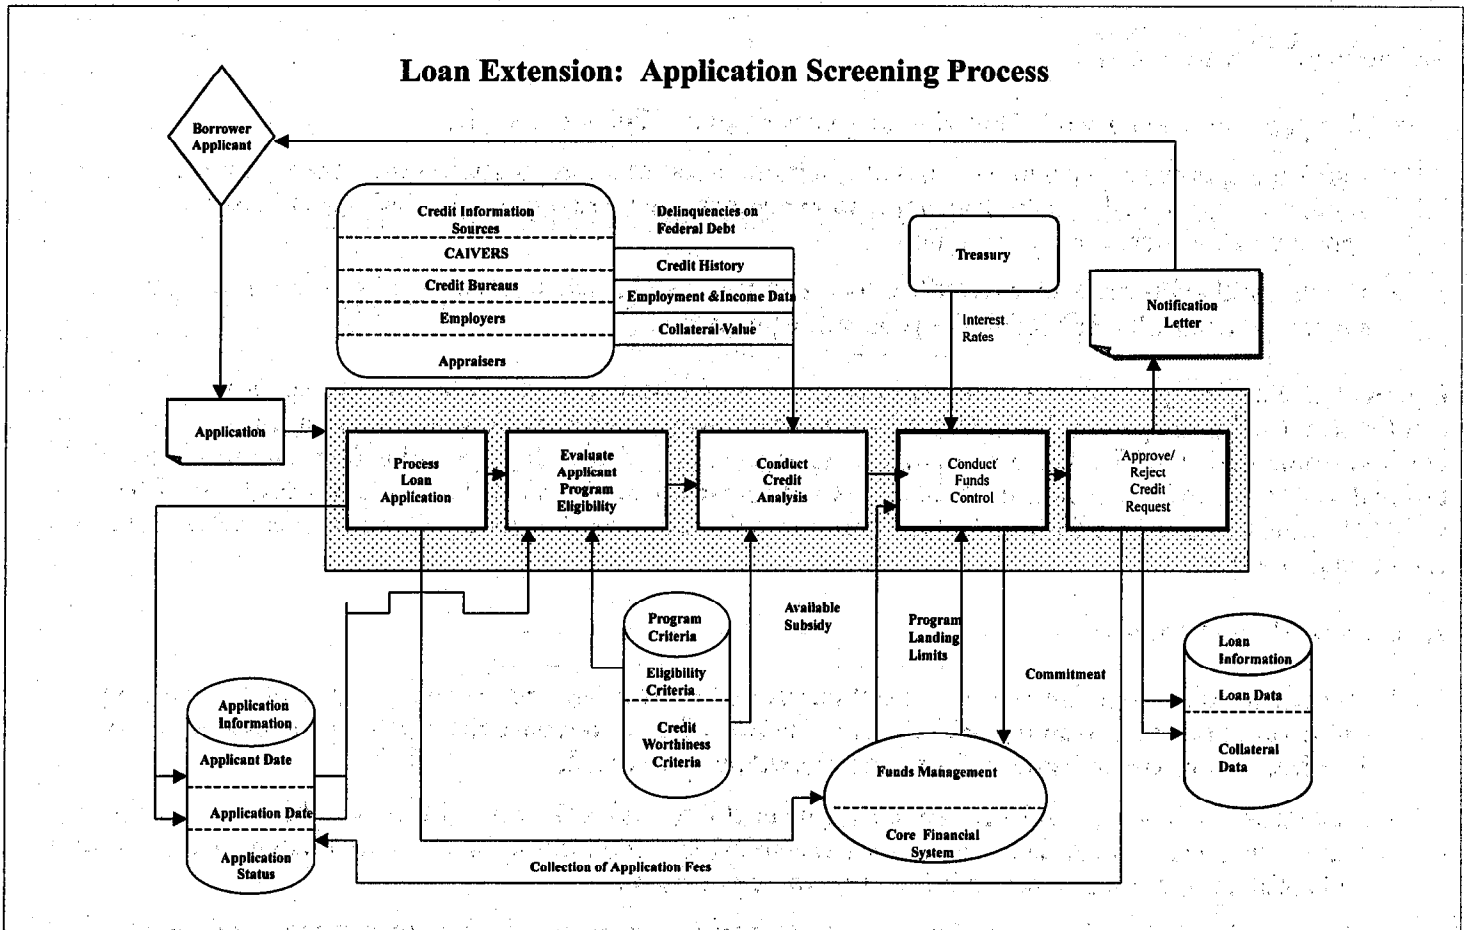 Loan Extension: Application Screening Process
Borrower
Applicant
Credit Information
Sources
CAIVERS
Credit Bureaus
Employers
Appraisers
Delinquencies on
Federal Debt
Credit History
Employment &Income Data
Collateral Value
Treasury
Interest
Rates
Notification
Letter
Application
Process
Loan
Application
Evaluate
Applicant
Program
Eligibility
Conduct
Credit
Analysis
Conduct
Funds
Control
Approve/
Reject
Credit
Request
Program
Criteria
Eligibility
Criteria
Credit
Worthiness
Criteria
Available
Subsidy
Program
Landing
Limits
Commitment
Loan
Information
Loan Data
Collateral
Data
Application
Information
Applicant Date
Application Date
Application
Status
Funds Management
Core Financial
System
Collection of Application Fees